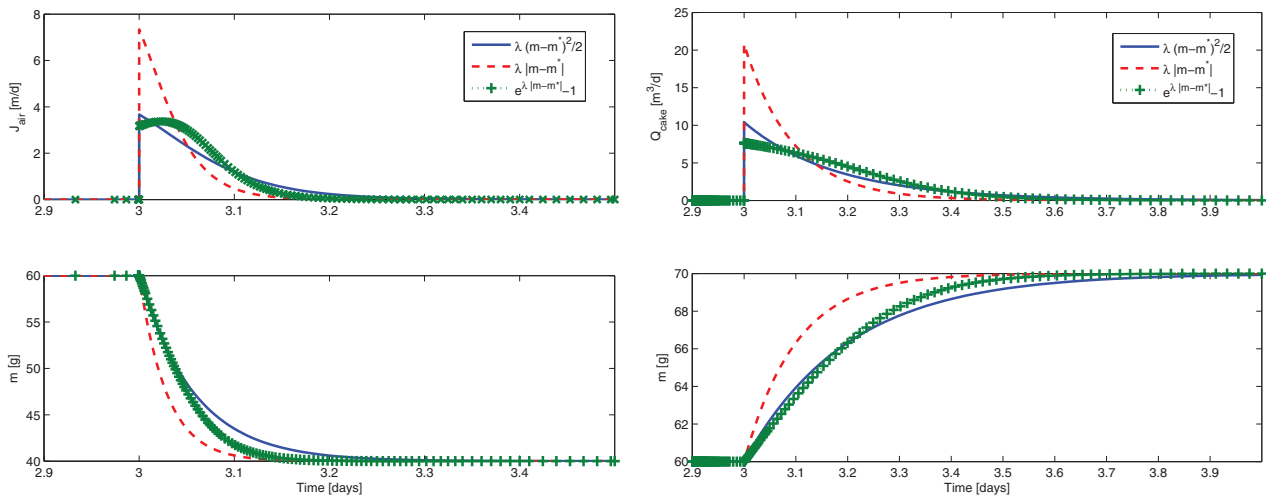 8
6
4
2
0
J_air [m/d]
λ (m−m*)²/2
λ |m−m*|
e^λ |m−m*|−1
2.9 3 3.1 3.2 3.3 3.4
Time [days]
25
20
15
10
5
0
Q_cake [m³/d]
λ (m−m*)²/2
λ |m−m*|
e^λ |m−m*|−1
2.9 3 3.1 3.2 3.3 3.4 3.5 3.6 3.7 3.8 3.9
Time [days]
60
55
50
45
40
m [g]
2.9 3 3.1 3.2 3.3 3.4
Time [days]
70
68
66
64
62
60
m [g]
2.9 3 3.1 3.2 3.3 3.4 3.5 3.6 3.7 3.8 3.9
Time [days]